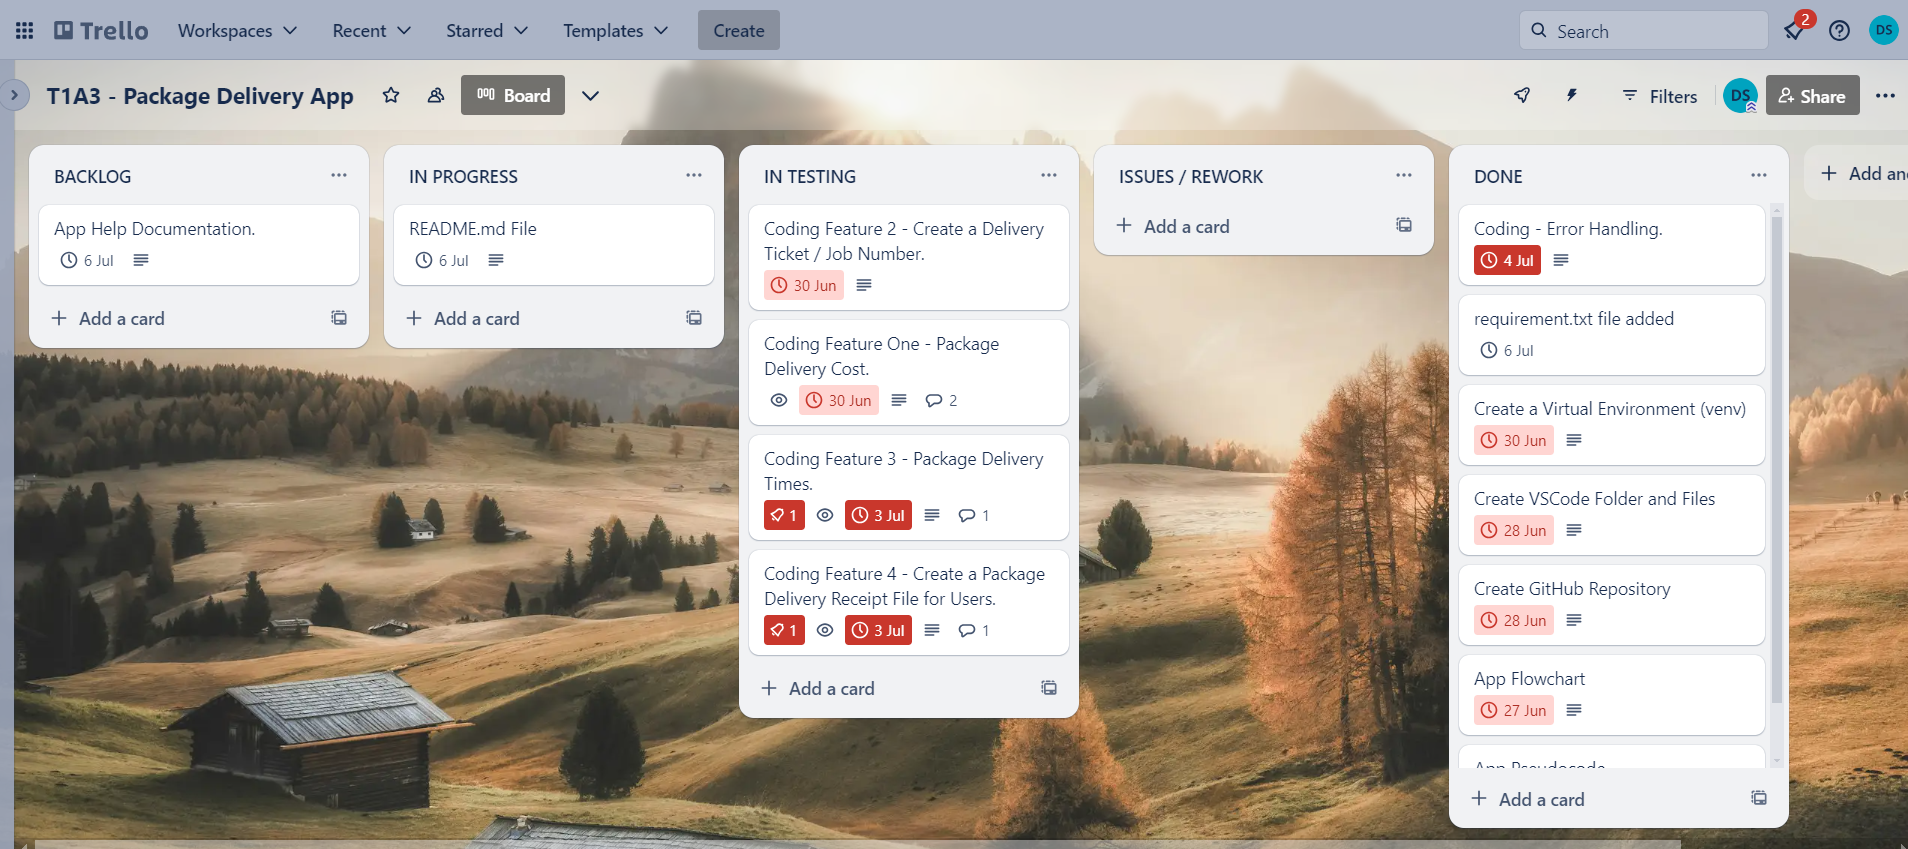 Trello
Workspaces
Recent
Starred
Templates
Create
Search
2
DS
T1A3 - Package Delivery App
Board
Filters
DS
Share
BACKLOG
App Help Documentation.
6 Jul
Add a card
IN PROGRESS
README.md File
6 Jul
Add a card
IN TESTING
Coding Feature 2 - Create a Delivery
Ticket / Job Number.
30 Jun
Coding Feature One - Package
Delivery Cost.
30 Jun 2
Coding Feature 3 - Package Delivery
Times.
1 3 Jul 1
Coding Feature 4 - Create a Package
Delivery Receipt File for Users.
1 3 Jul 1
Add a card
ISSUES / REWORK
Add a card
DONE
Coding - Error Handling.
4 Jul
requirement.txt file added
6 Jul
Create a Virtual Environment (venv)
30 Jun
Create VSCode Folder and Files
28 Jun
Create GitHub Repository
28 Jun
App Flowchart
27 Jun
App Pseudocode
Add a card
Add an